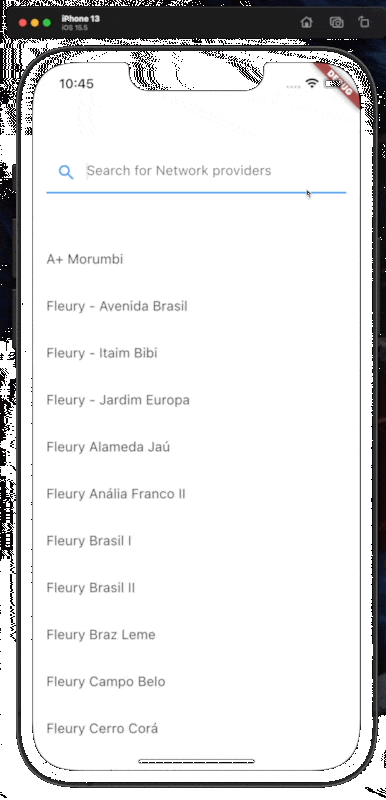 iPhone 13
iOS 15.5
10:45
DEBUG
Search for Network providers
A+ Morumbi
Fleury - Avenida Brasil
Fleury - Itaim Bibi
Fleury - Jardim Europa
Fleury Alameda Jaú
Fleury Anália Franco II
Fleury Brasil I
Fleury Brasil II
Fleury Braz Leme
Fleury Campo Belo
Fleury Cerro Corá